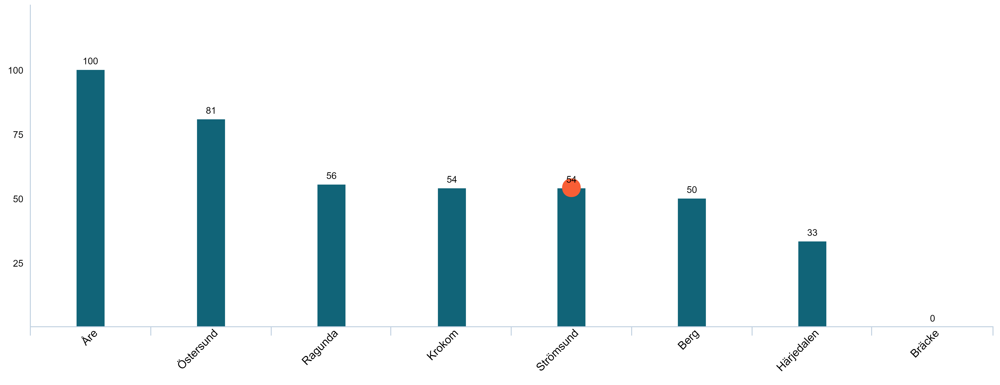 100
100
81
75
56
54
54
50
50
33
25
0
Åre
Östersund
Ragunda
Krokom
Strömsund
Berg
Härjedalen
Bräcke